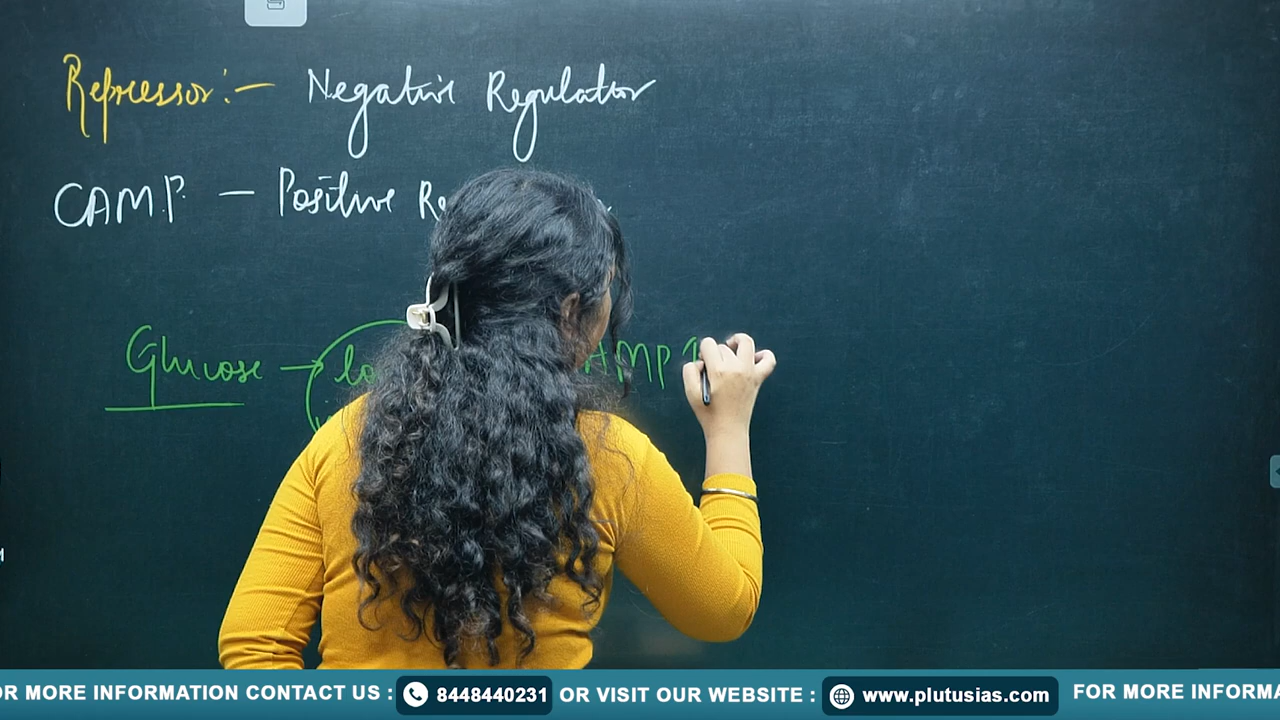 Repressor:- Negative Regulator
CAMP. - Positive
Glucose → AMP ↑
OR MORE INFORMATION CONTACT US : 8448440231 OR VISIT OUR WEBSITE : www.plutusias.com FOR MORE INFORMA